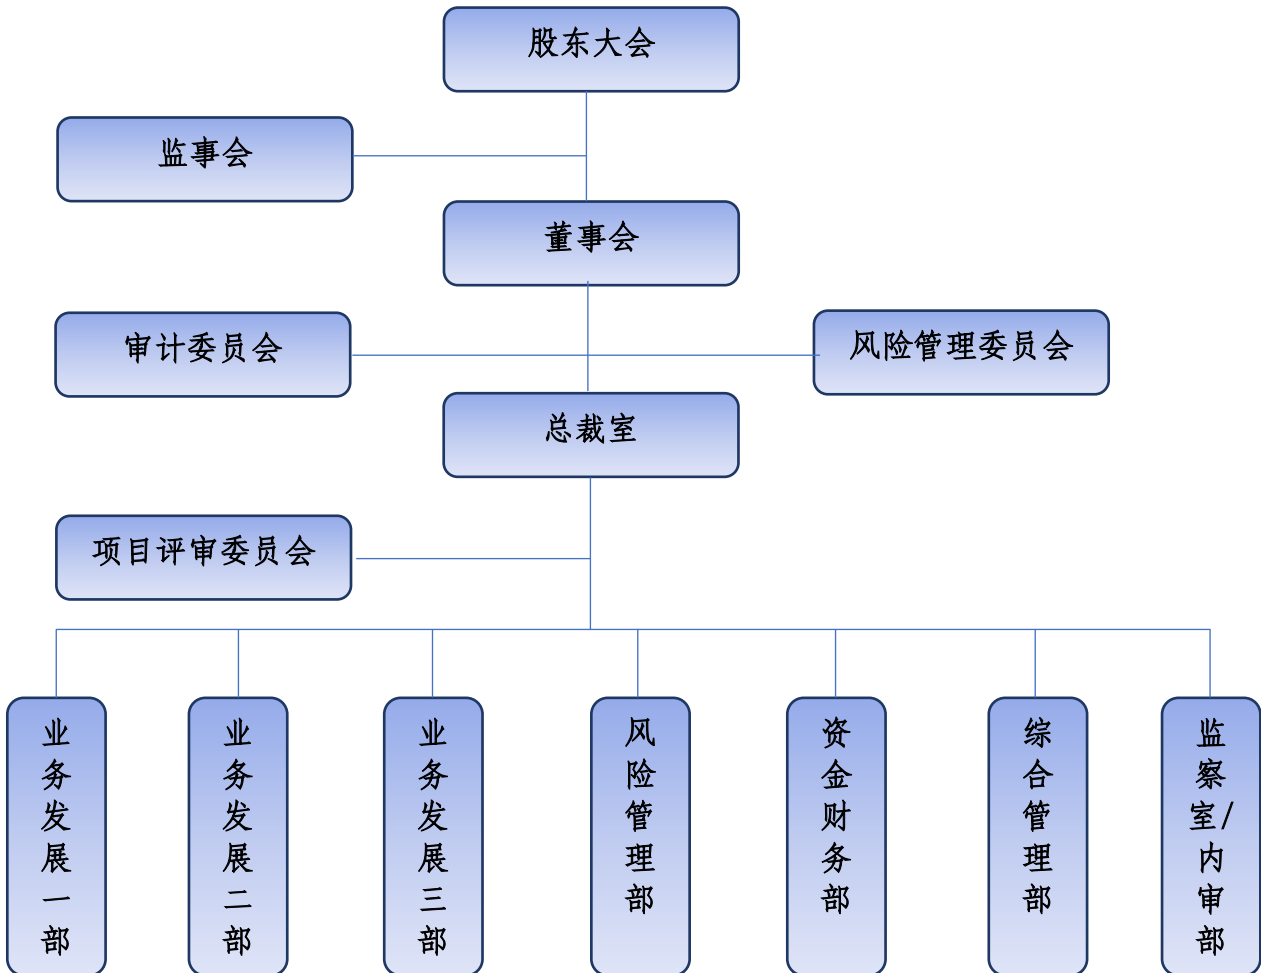 股东大会
监事会
董事会
审计委员会
风险管理委员会
总裁室
项目评审委员会
业务发展一部
业务发展二部
业务发展三部
风险管理部
资金财务部
综合管理部
监察室/内审部